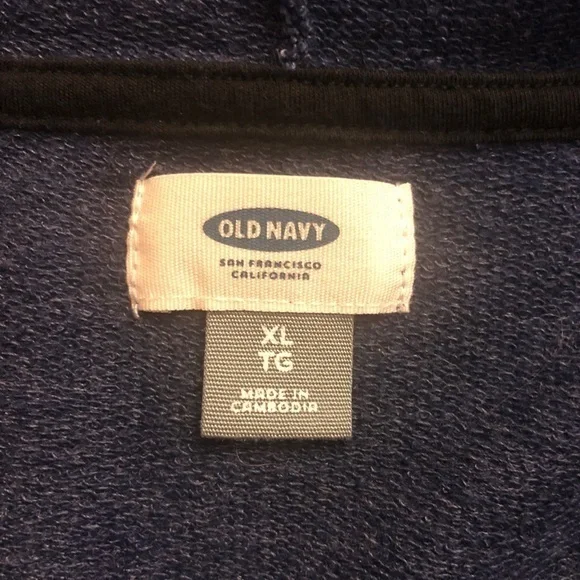 OLD NAVY
SAN FRANCISCO
CALIFORNIA
XL
TG
MADE IN
CAMBODIA